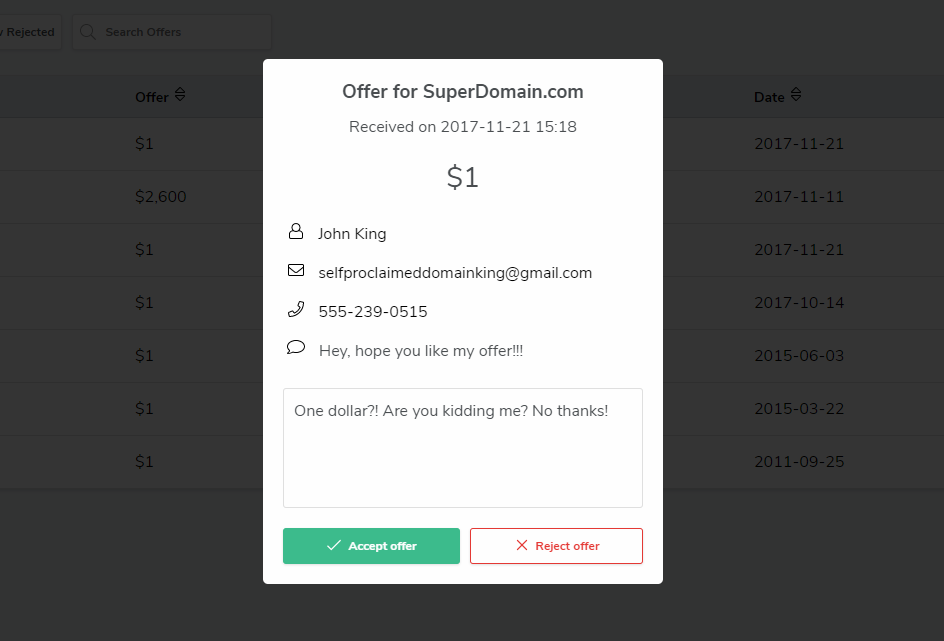 Rejected
Search Offers
Offer
Date
$1
2017-11-21
$2,600
2017-11-11
$1
2017-11-21
$1
2017-10-14
$1
2015-06-03
$1
2015-03-22
$1
2011-09-25
Offer for SuperDomain.com
Received on 2017-11-21 15:18
$1
John King
selfproclaimeddomainking@gmail.com
555-239-0515
Hey, hope you like my offer!!!
One dollar?! Are you kidding me? No thanks!
Accept offer
Reject offer